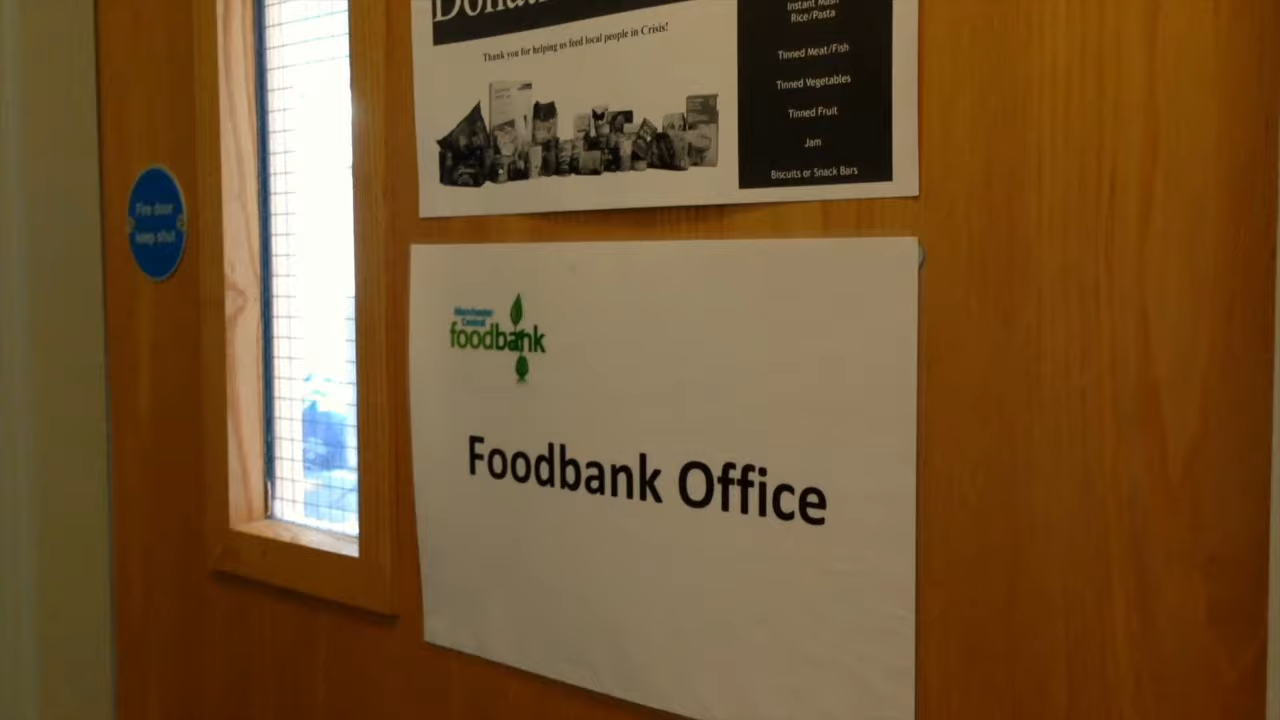 Thank you for helping us feed local people in Crisis!
Instant Mash
Rice/Pasta
Tinned Meat/Fish
Tinned Vegetables
Tinned Fruit
Jam
Biscuits or Snack Bars
Fire door
keep shut
Manchester
Central
foodbank
Foodbank Office